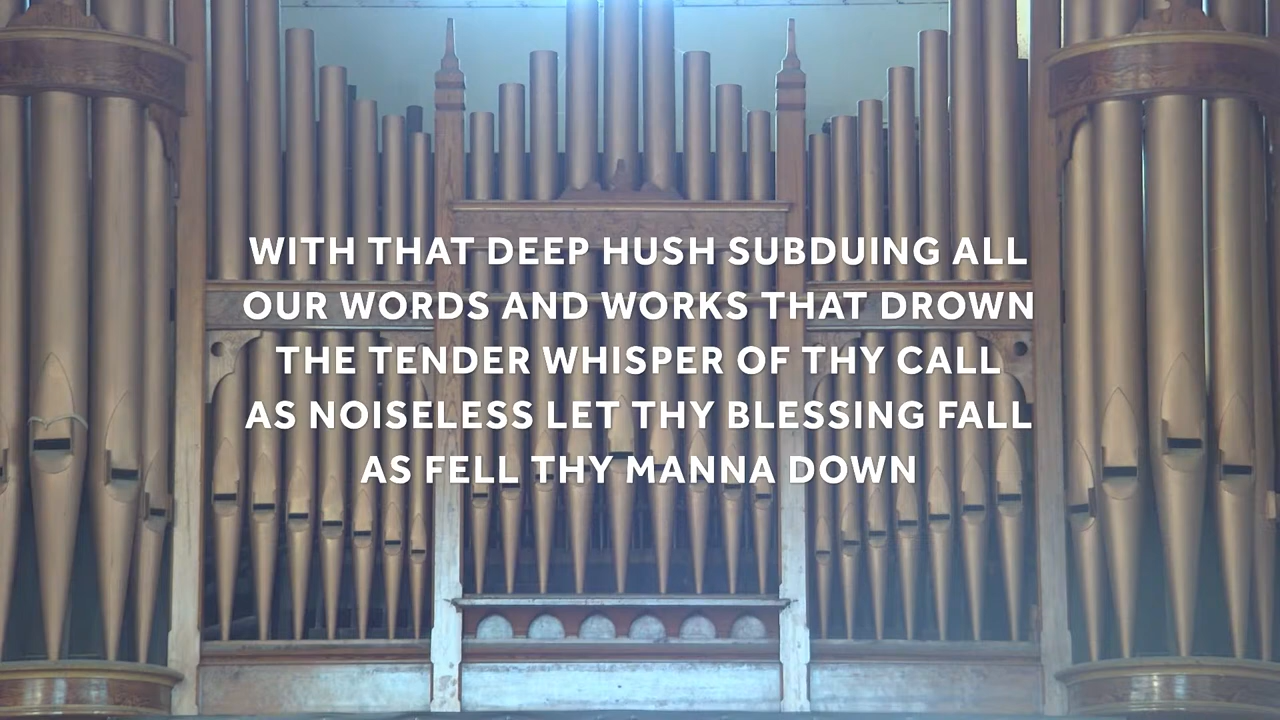 WITH THAT DEEP HUSH SUBDUING ALL
OUR WORDS AND WORKS THAT DROWN
THE TENDER WHISPER OF THY CALL
AS NOISELESS LET THY BLESSING FALL
AS FELL THY MANNA DOWN